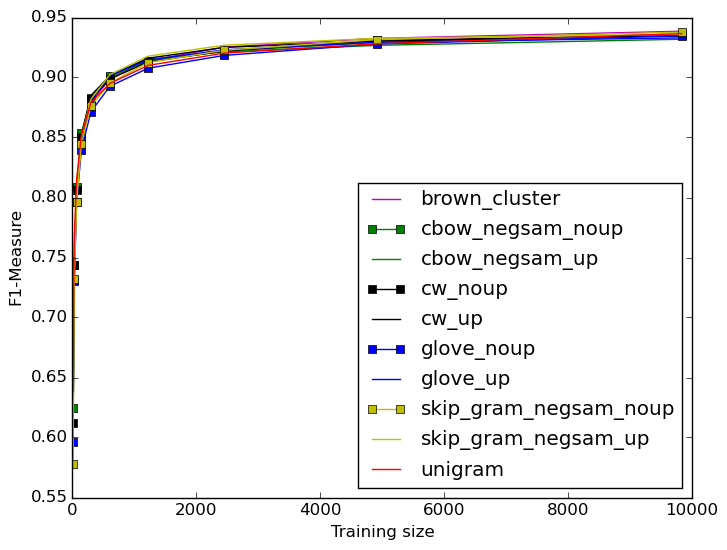 0.95
0.90
0.85
0.80
0.75
0.70
0.65
0.60
0.55
F1-Measure
brown_cluster
cbow_negsam_noup
cbow_negsam_up
cw_noup
cw_up
glove_noup
glove_up
skip_gram_negsam_noup
skip_gram_negsam_up
unigram
0 2000 4000 6000 8000 10000
Training size